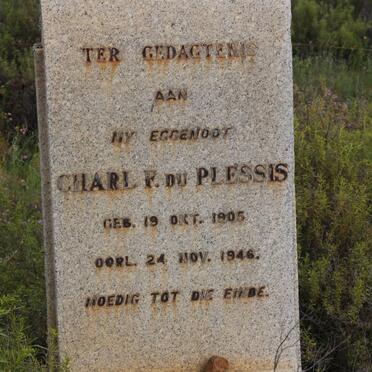 TER GEDAGTENIS
AAN
MY EGGENOOT
CHARL F. DU PLESSIS
GEB. 19 OKT. 1905
OORL. 24 NOV. 1946.
MOEDIG TOT DIE EINDE.